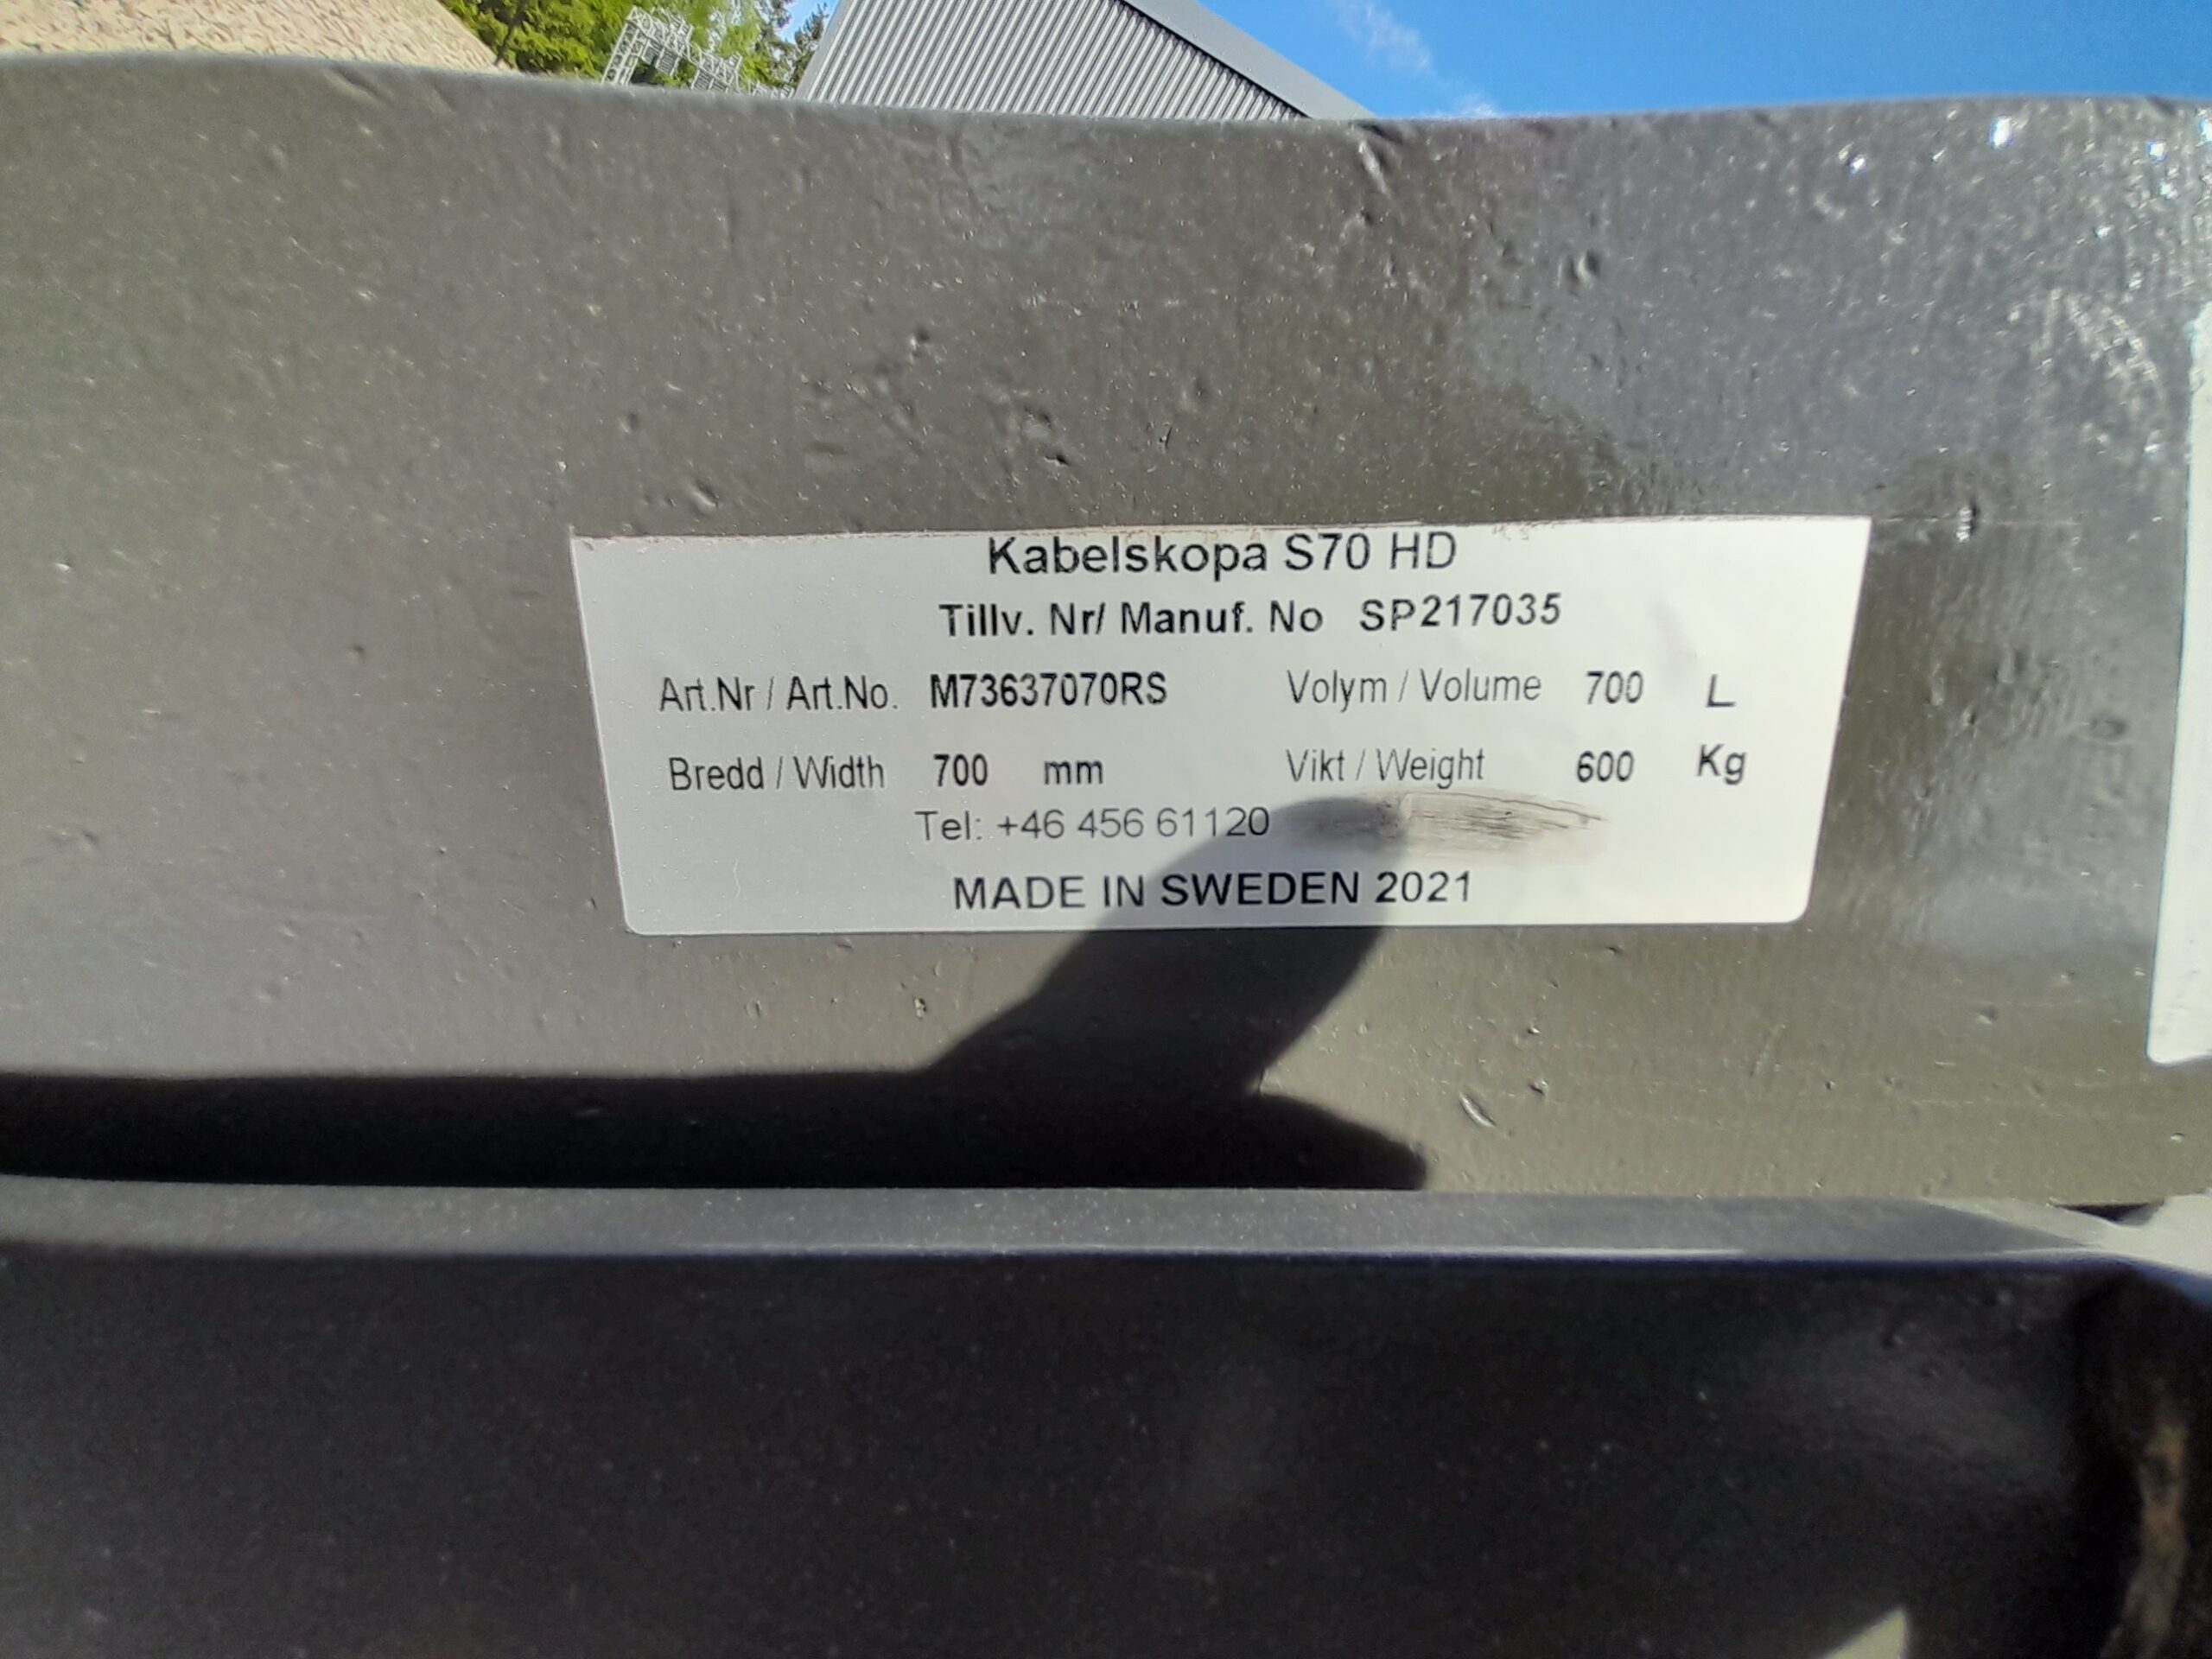 Kabelskopa S70 HD
Tillv. Nr/ Manuf. No SP217035
Art.Nr / Art.No. M73637070RS Volym / Volume 700 L
Bredd / Width 700 mm Vikt / Weight 600 Kg
Tel: +46 456 61120
MADE IN SWEDEN 2021